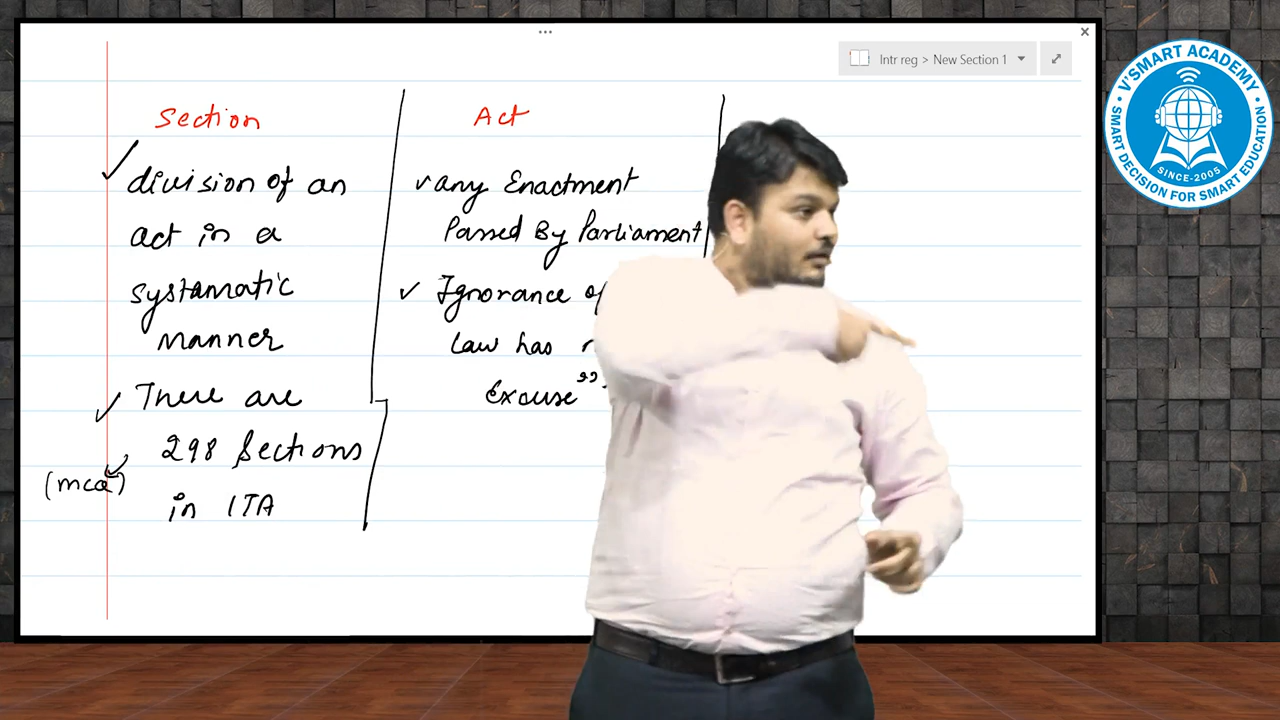 Intr reg > New Section 1
V'SMART ACADEMY
SINCE-2005
SMART DECISION FOR SMART EDUCATION
Section
division of an
act in a
systamatic
manner
There are
298 Sections
(mcq)
in ITA
Act
any Enactment
Passed By Parliament
Ignorance of
law has
Excuse"